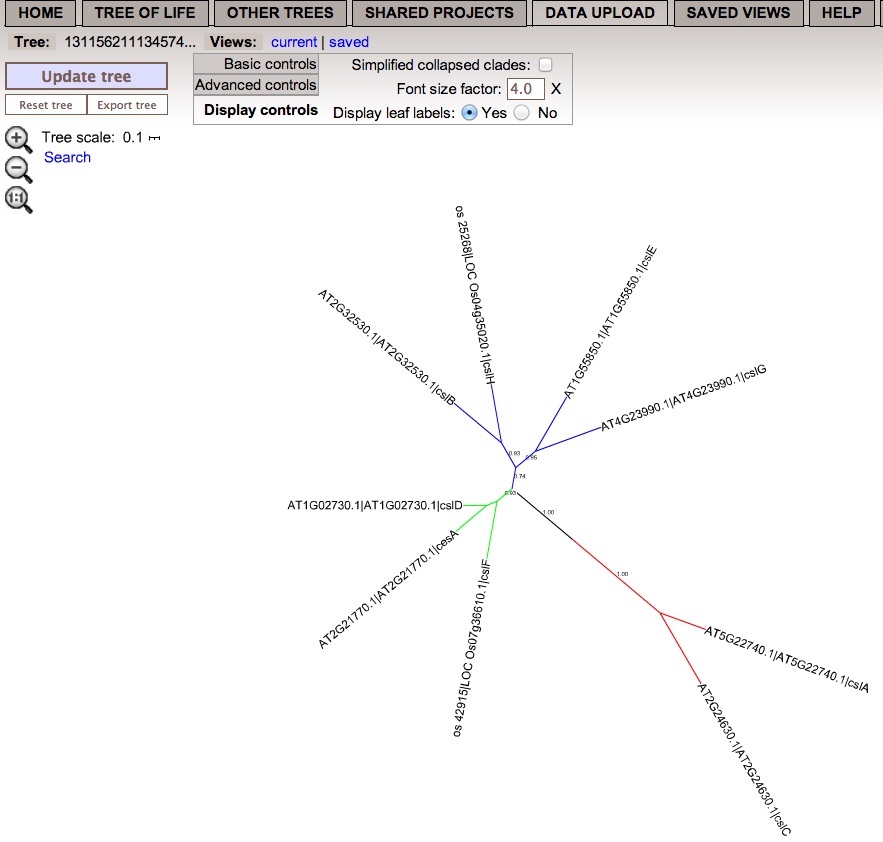 HOME TREE OF LIFE OTHER TREES SHARED PROJECTS DATA UPLOAD SAVED VIEWS HELP
Tree: 131156211134574... Views: current | saved
Update tree
Reset tree Export tree
Basic controls
Advanced controls
Display controls
Simplified collapsed clades:
Font size factor: 4.0 X
Display leaf labels: Yes No
Tree scale: 0.1
Search
1:1
os 25268|LOC Os04g35020.1|cslH
AT1G55850.1|AT1G55850.1|cslE
AT2G32530.1|AT2G32530.1|cslB
AT4G23990.1|AT4G23990.1|cslG
0.93
0.95
0.74
0.93
AT1G02730.1|AT1G02730.1|cslD
1.00
AT2G21770.1|AT2G21770.1|cesA
os 42915|LOC Os07g36610.1|cslF
1.00
AT5G22740.1|AT5G22740.1|cslA
AT2G24630.1|AT2G24630.1|cslC